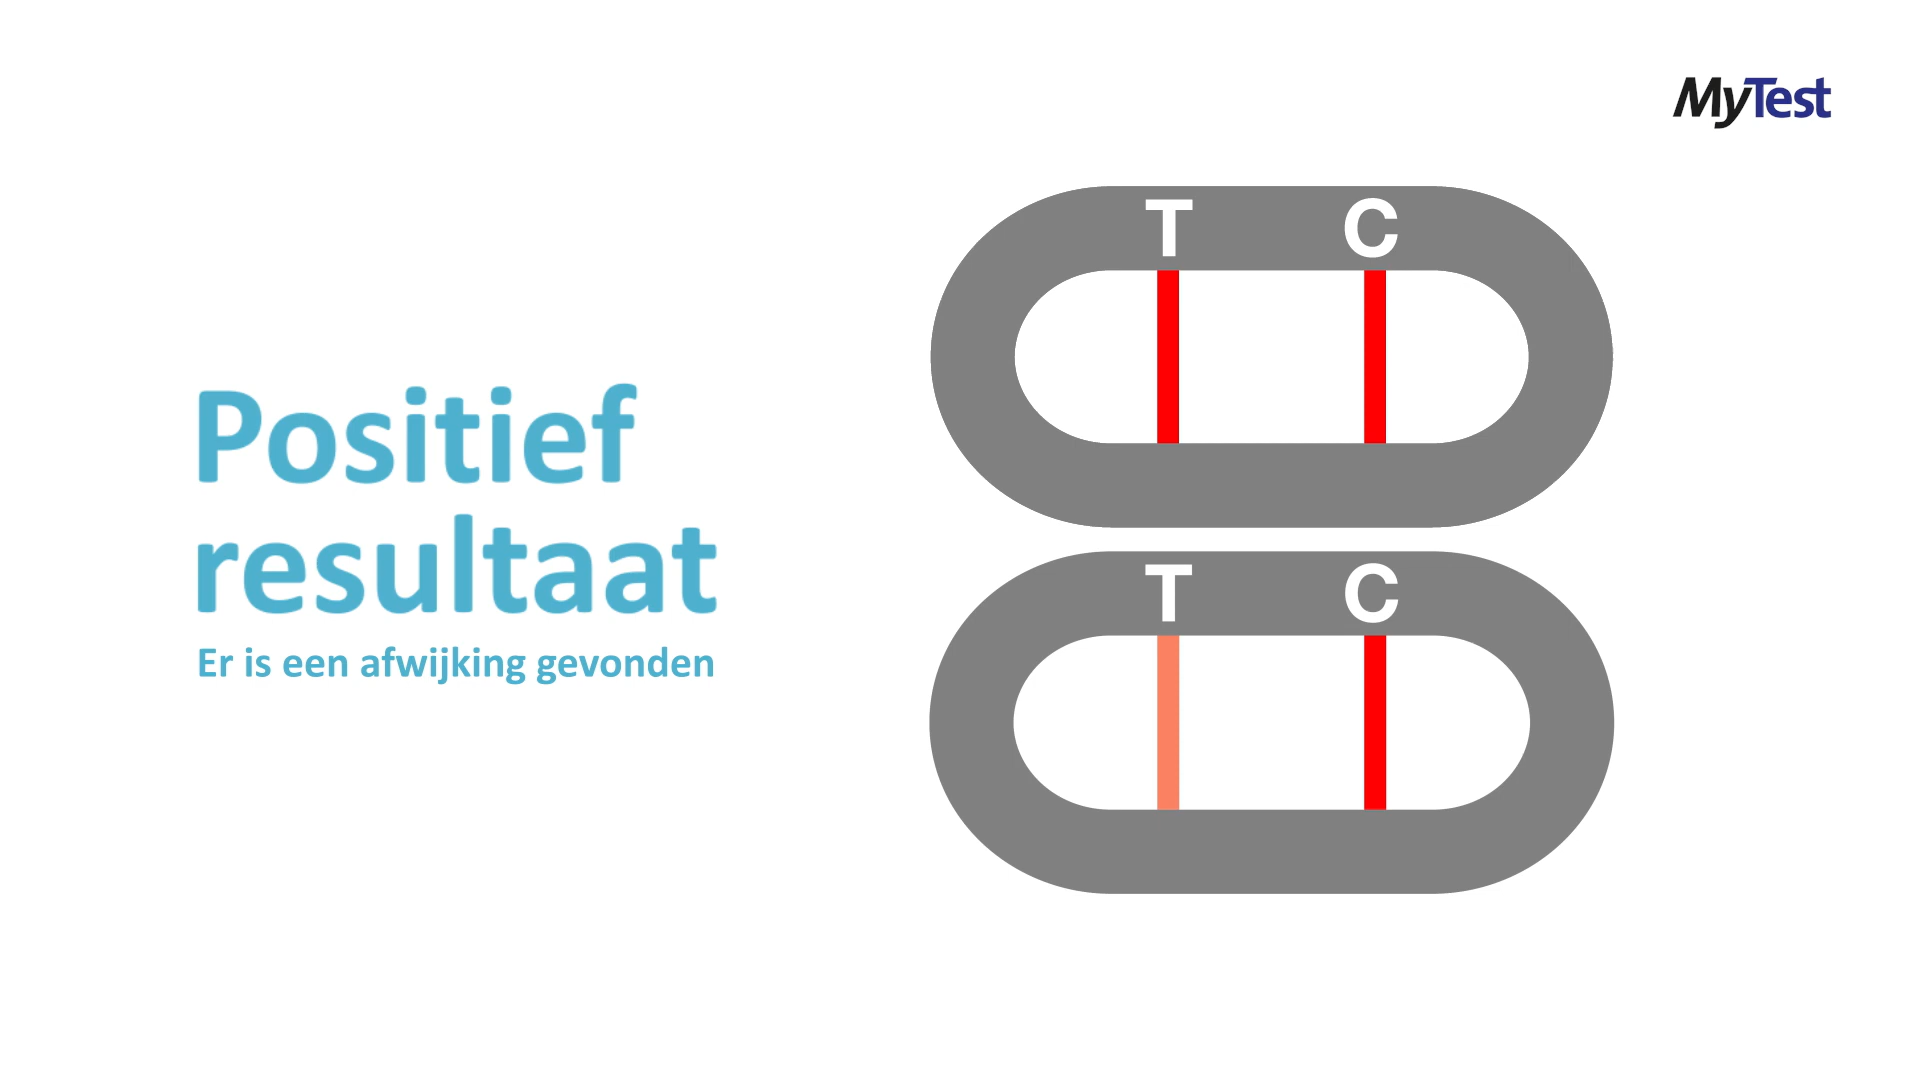 MyTest
Positief
resultaat
Er is een afwijking gevonden
T C
T C